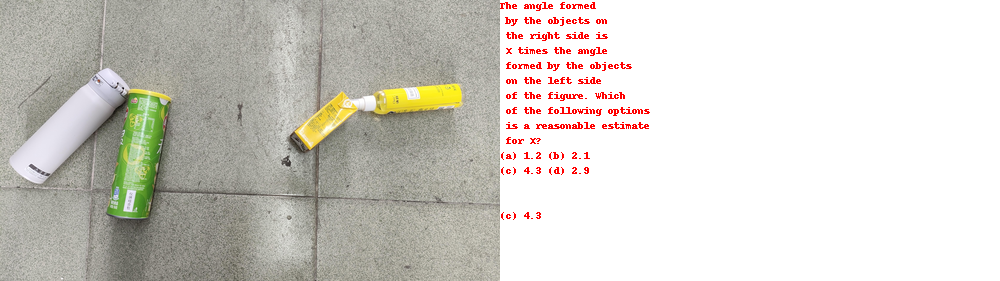 The angle formed
by the objects on
the right side is
X times the angle
formed by the objects
on the left side
of the figure. Which
of the following options
is a reasonable estimate
for X?
(a) 1.2 (b) 2.1
(c) 4.3 (d) 2.9
(c) 4.3